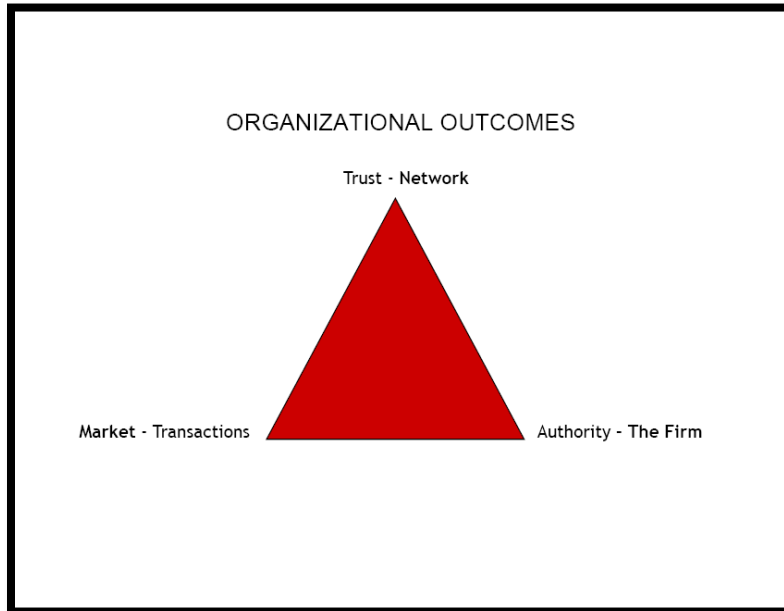 ORGANIZATIONAL OUTCOMES
Trust - Network
Market - Transactions
Authority - The Firm